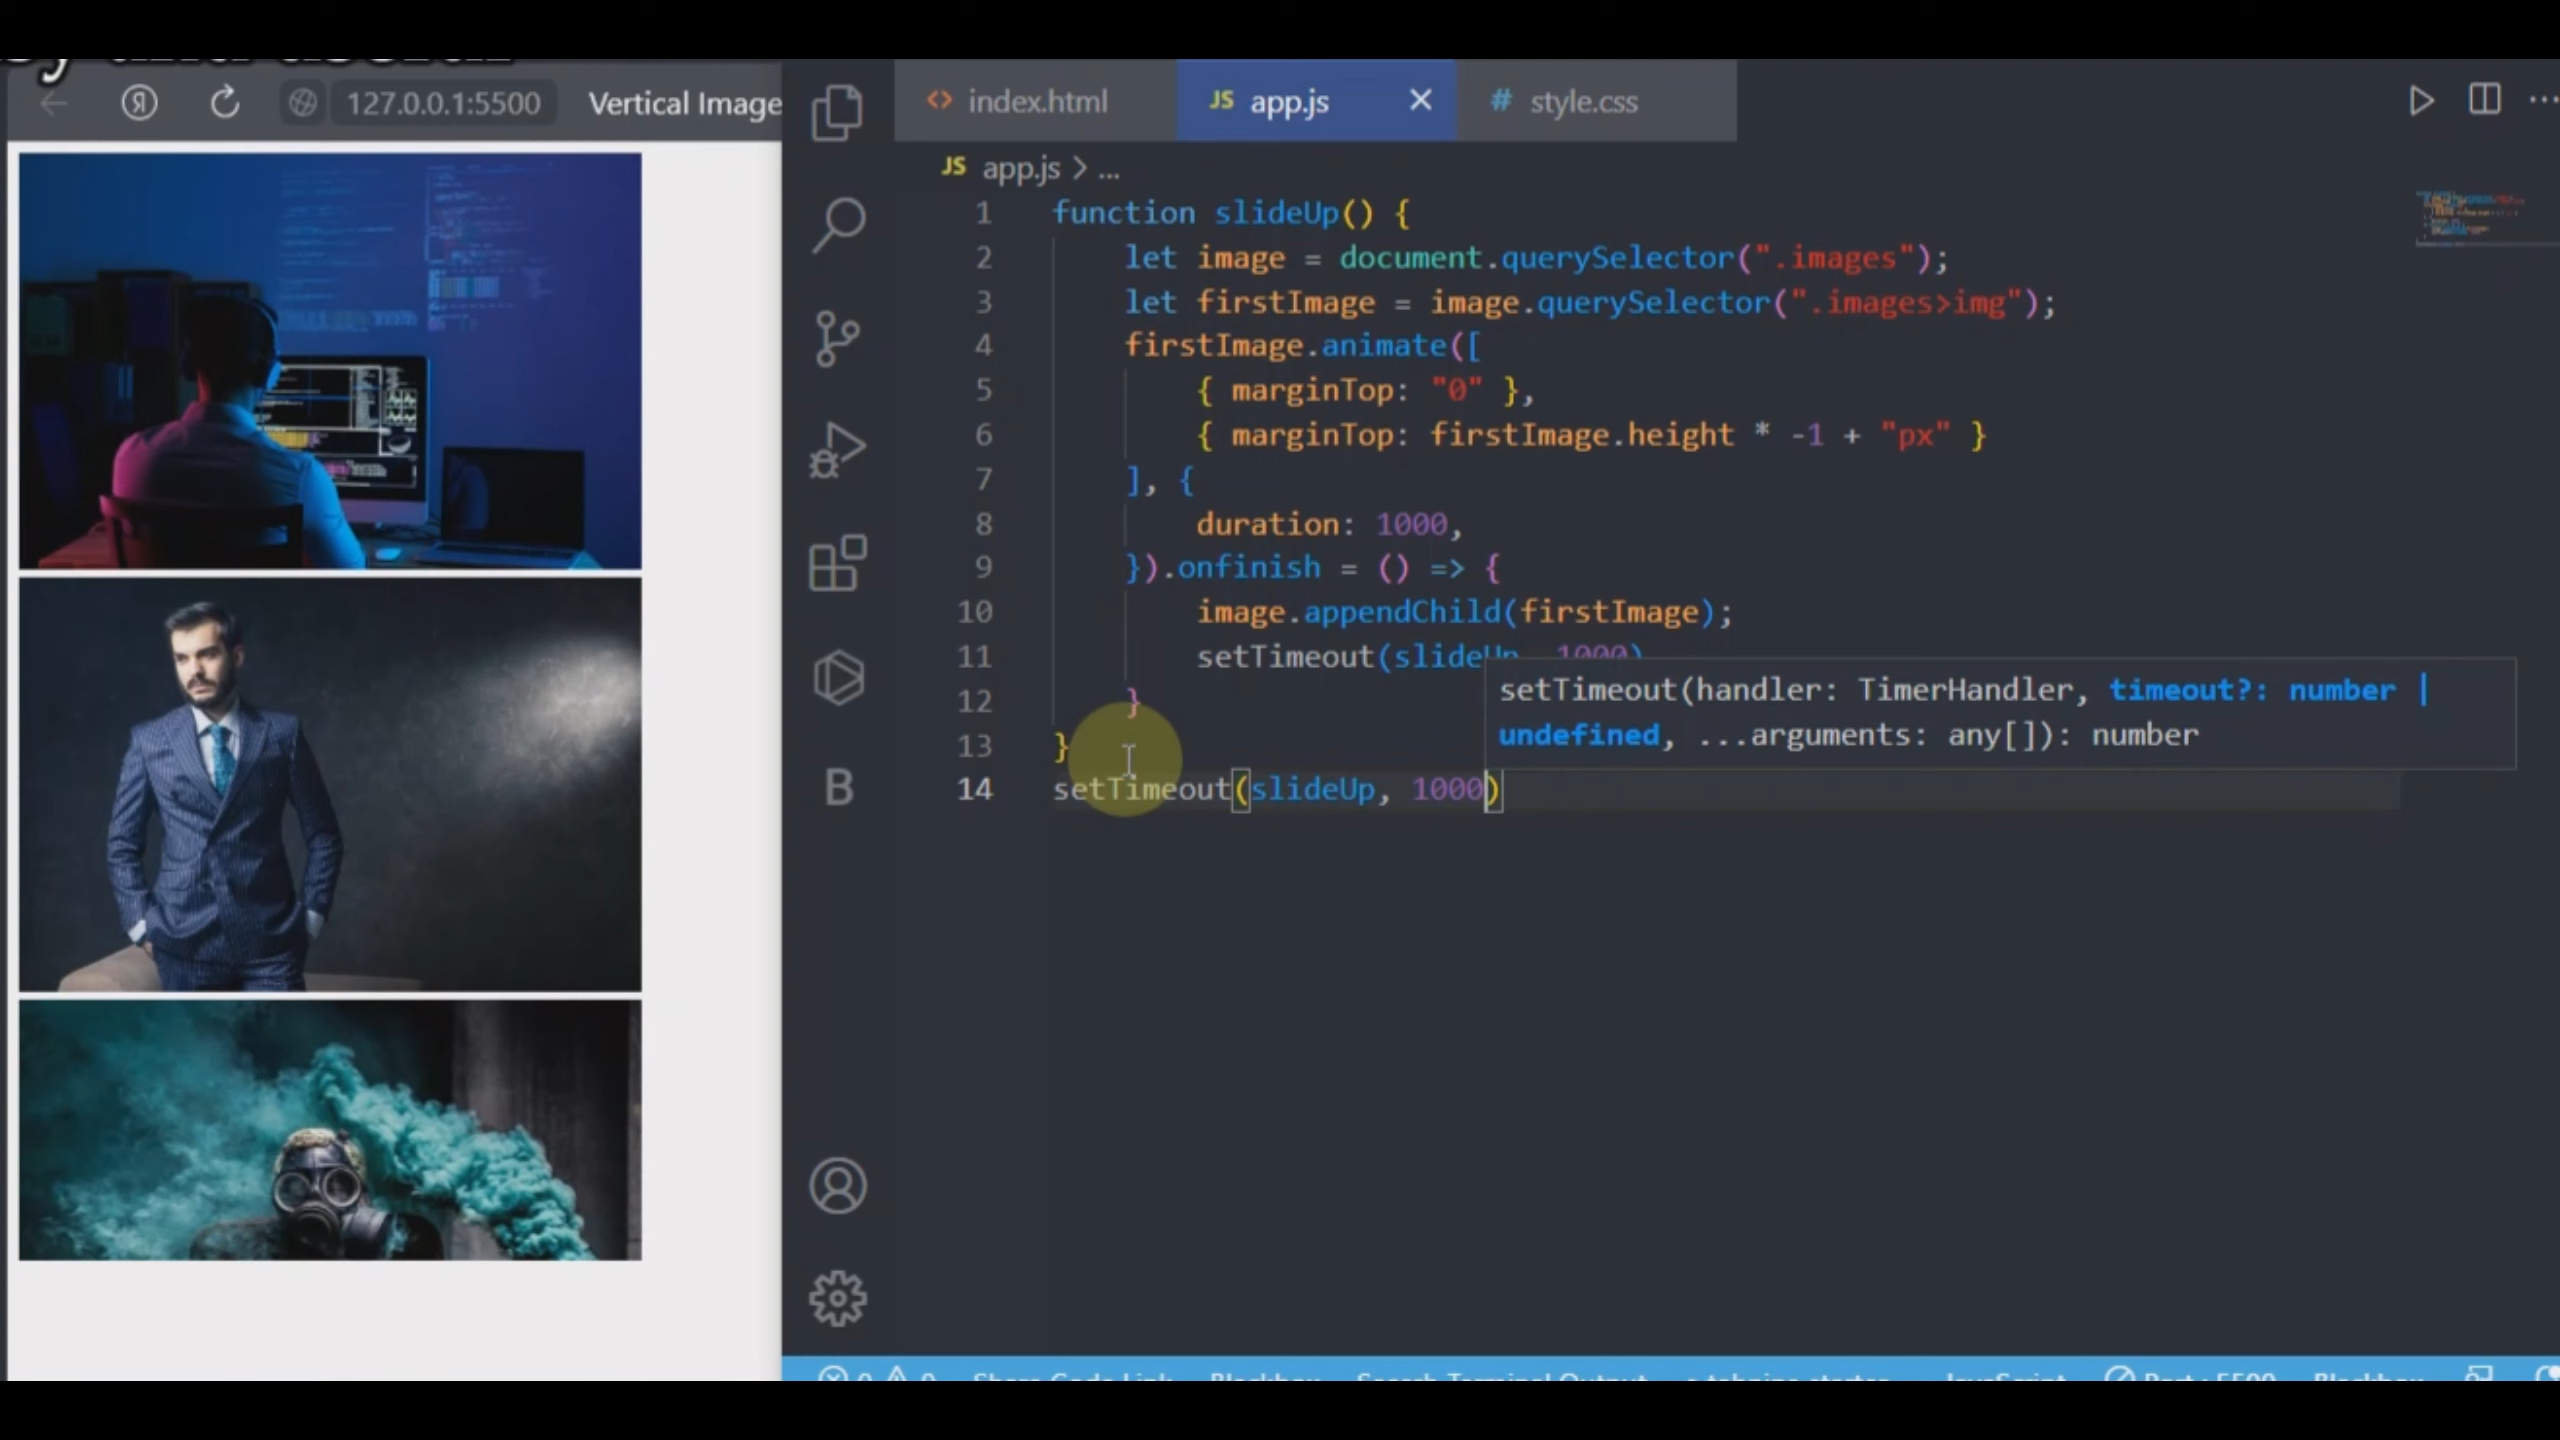 127.0.0.1:5500
Vertical Image
index.html
JS app.js
# style.css
JS app.js > ...
1 function slideUp() {
2 let image = document.querySelector(".images");
3 let firstImage = image.querySelector(".images>img");
4 firstImage.animate([
5 { marginTop: "0" },
6 { marginTop: firstImage.height * -1 + "px" }
7 ], {
8 duration: 1000,
9 }).onfinish = () => {
10 image.appendChild(firstImage);
11 setTimeout(slideUp, 1000)
12 }
13 }
14 setTimeout(slideUp, 1000)
setTimeout(handler: TimerHandler, timeout?: number |
undefined, ...arguments: any[]): number
B